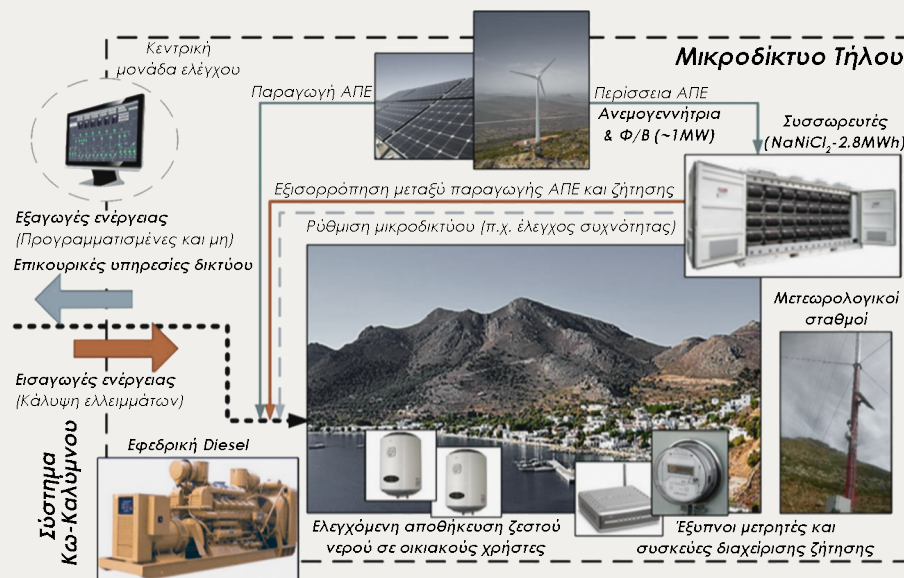 Κεντρική
μονάδα ελέγχου
Μικροδίκτυο Τήλου
Παραγωγή ΑΠΕ
Περίσσεια ΑΠΕ
Ανεμογεννήτρια
& Φ/Β (~1MW)
Συσσωρευτές
(NaNiCl₂-2.8MWh)
Εξισορρόπηση μεταξύ παραγωγής ΑΠΕ και ζήτησης
Ρύθμιση μικροδικτύου (π.χ. έλεγχος συχνότητας)
Εξαγωγές ενέργειας
(Προγραμματισμένες και μη)
Επικουρικές υπηρεσίες δικτύου
Μετεωρολογικοί
σταθμοί
Εισαγωγές ενέργειας
(Κάλυψη ελλειμμάτων)
Σύστημα
Κω-Καλύμνου
Εφεδρική Diesel
Ελεγχόμενη αποθήκευση ζεστού
νερού σε οικιακούς χρήστες
Έξυπνοι μετρητές και
συσκευές διαχείρισης ζήτησης